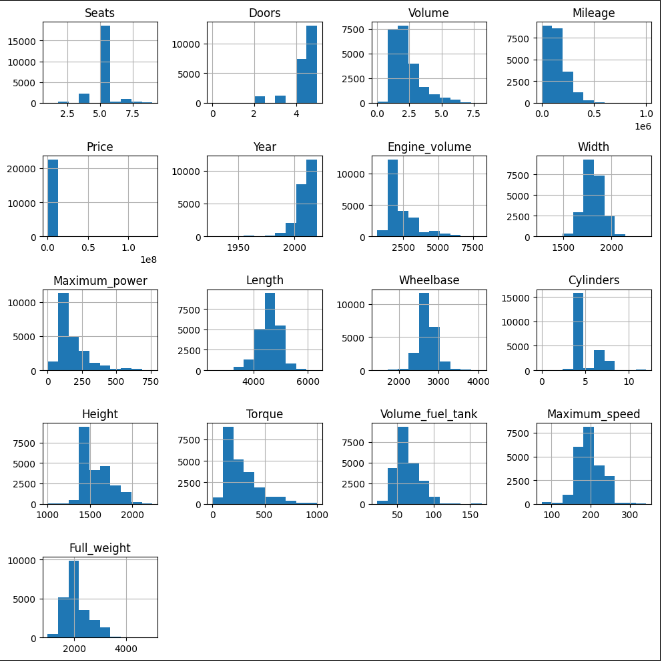 Seats Doors Volume Mileage
15000 10000 7500 7500
10000 5000 5000
5000 5000 2500 2500
0 0 0 0
2.5 5.0 7.5 0 2 4 0.0 2.5 5.0 7.5 0.0 0.5 1.0
1e6
Price Year Engine_volume Width
20000 10000 10000 7500
10000 5000 5000 5000
2500
0 0 0 0
0.0 0.5 1.0 1950 2000 2500 5000 7500 1500 2000
1e8
Maximum_power Length Wheelbase Cylinders
10000 7500 10000 15000
5000 5000 5000 10000
2500 5000
0 0 0 0
0 250 500 750 4000 6000 2000 3000 4000 0 5 10
Height Torque Volume_fuel_tank Maximum_speed
7500 7500 7500 7500
5000 5000 5000 5000
2500 2500 2500 2500
0 0 0 0
1000 1500 2000 0 500 1000 50 100 150 100 200 300
Full_weight
10000
5000
0
2000 4000